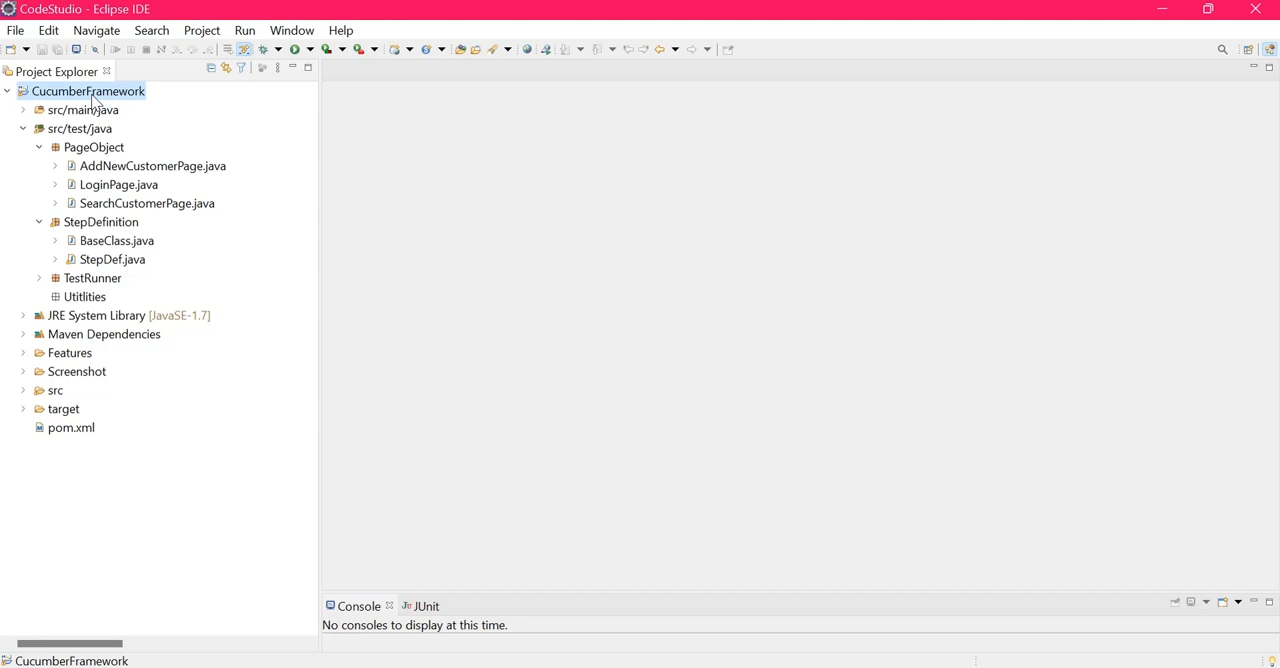 CodeStudio - Eclipse IDE
File Edit Navigate Search Project Run Window Help
Project Explorer
CucumberFramework
src/main/java
src/test/java
PageObject
AddNewCustomerPage.java
LoginPage.java
SearchCustomerPage.java
StepDefinition
BaseClass.java
StepDef.java
TestRunner
Utitlities
JRE System Library [JavaSE-1.7]
Maven Dependencies
Features
Screenshot
src
target
pom.xml
Console JUnit
No consoles to display at this time.
CucumberFramework